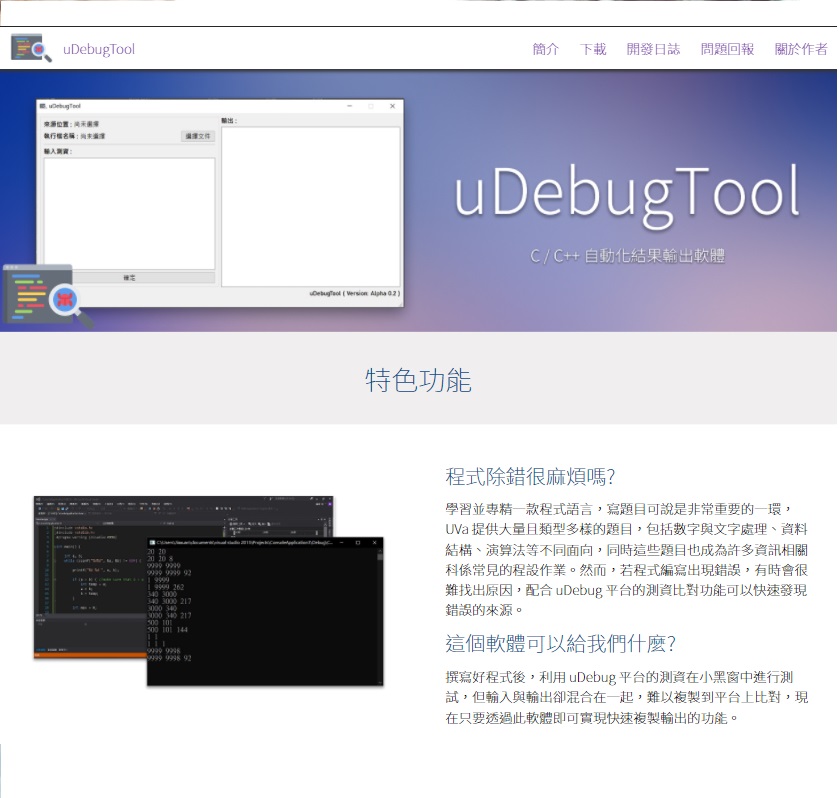 uDebugTool
簡介 下載 開發日誌 問題回報 關於作者
uDebugTool
來源位置 : 尚未選擇
執行檔名稱 : 尚未選擇
選擇文件
輸入測資 :
輸出 :
確定
uDebugTool ( Version: Alpha 0.2 )
uDebugTool
C / C++ 自動化結果輸出軟體
特色功能
程式除錯很麻煩嗎?
學習並專精一款程式語言，寫題目可說是非常重要的一環，
UVa 提供大量且類型多樣的題目，包括數字與文字處理、資料
結構、演算法等不同面向，同時這些題目也成為許多資訊相關
科係常見的程設作業。然而，若程式編寫出現錯誤，有時會很
難找出原因，配合 uDebug 平台的測資比對功能可以快速發現
錯誤的來源。
這個軟體可以給我們什麼?
撰寫好程式後，利用 uDebug 平台的測資在小黑窗中進行測
試，但輸入與輸出卻混合在一起，難以複製到平台上比對，現
在只要透過此軟體即可實現快速複製輸出的功能。
20 20
20 20 8
9999 9999
9999 9999 92
1 9999
1 9999 262
340 3000
340 3000 217
3000 340
3000 340 217
500 101
500 101 144
1 1
1 1 1
9999 9998
9999 9998 92